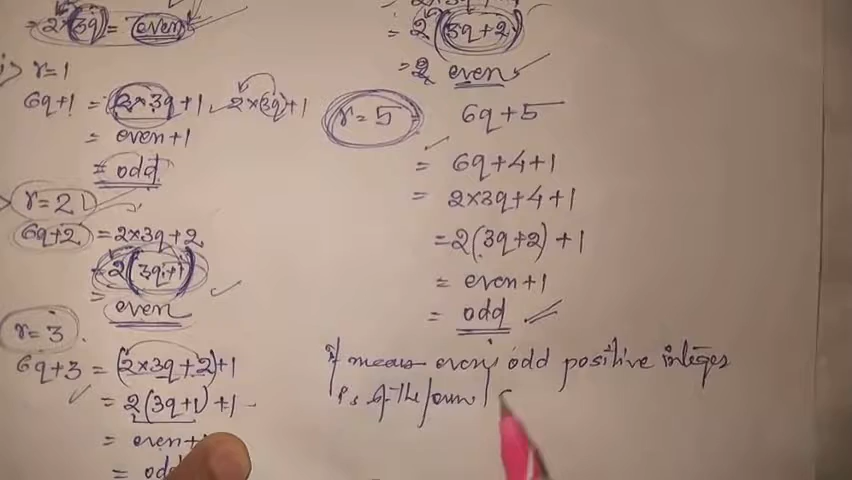 = 2×(3q) = even
r=1
6q+1 = (2×3q+1, 2×(3q)+1
= even+1
= odd
r=2
6q+2 = 2×3q+2
= 2(3q+1)
= even
r=3
6q+3 = (2×3q+2)+1
= 2(3q+1)+1
= even+
= odd
= 2(3q+2)
= 2 even
r=5 6q+5
= 6q+4+1
= 2×3q+4+1
=2(3q+2)+1
= even+1
= odd
It means every odd positive integer
is of the form